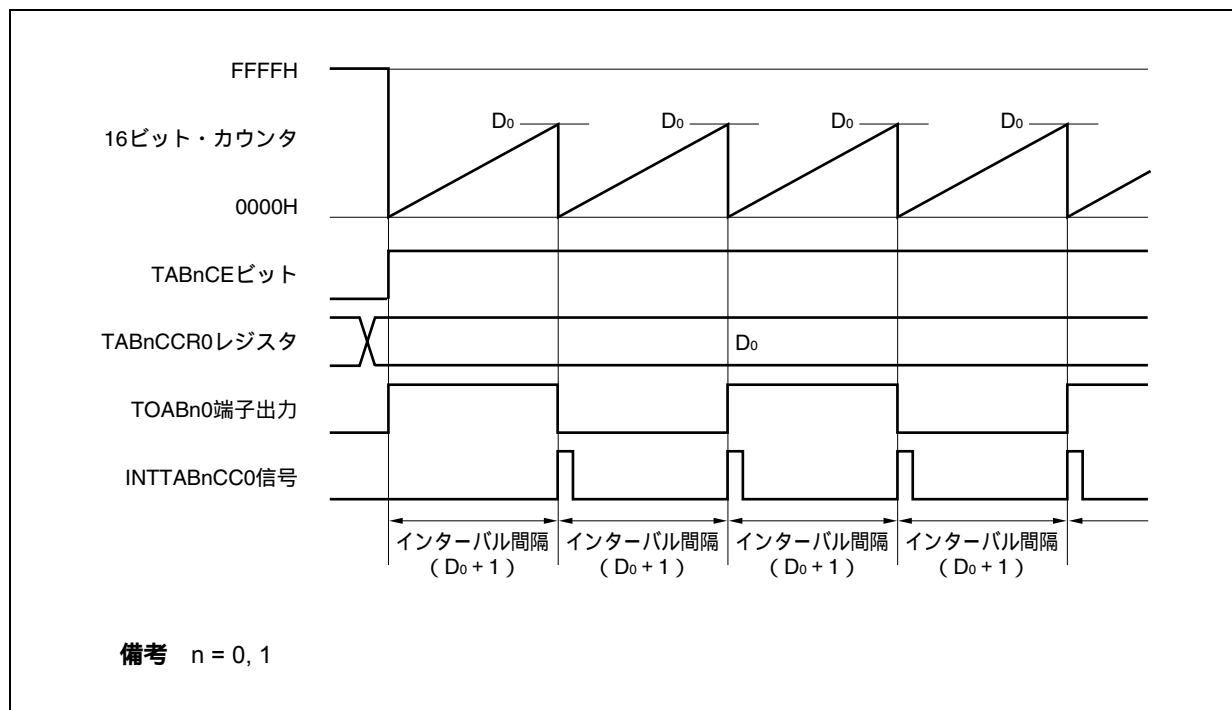 FFFFH
D₀ D₀ D₀ D₀
16ビット・カウンタ
0000H
TABnCEビット
TABnCCR0レジスタ D₀
TOABn0端子出力
INTTABnCC0信号
インターバル間隔 インターバル間隔 インターバル間隔 インターバル間隔
（D₀ + 1） （D₀ + 1） （D₀ + 1） （D₀ + 1）
備考 n = 0, 1